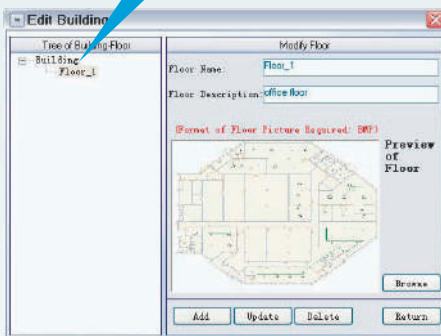 Edit Building
Tree of Building-Floor
Building
Floor_1
Modify Floor
Floor Name: Floor_1
Floor Description: office floor
(Format of Floor Picture Required: BMP)
Preview
of
Floor
Browse
Add Update Delete Return